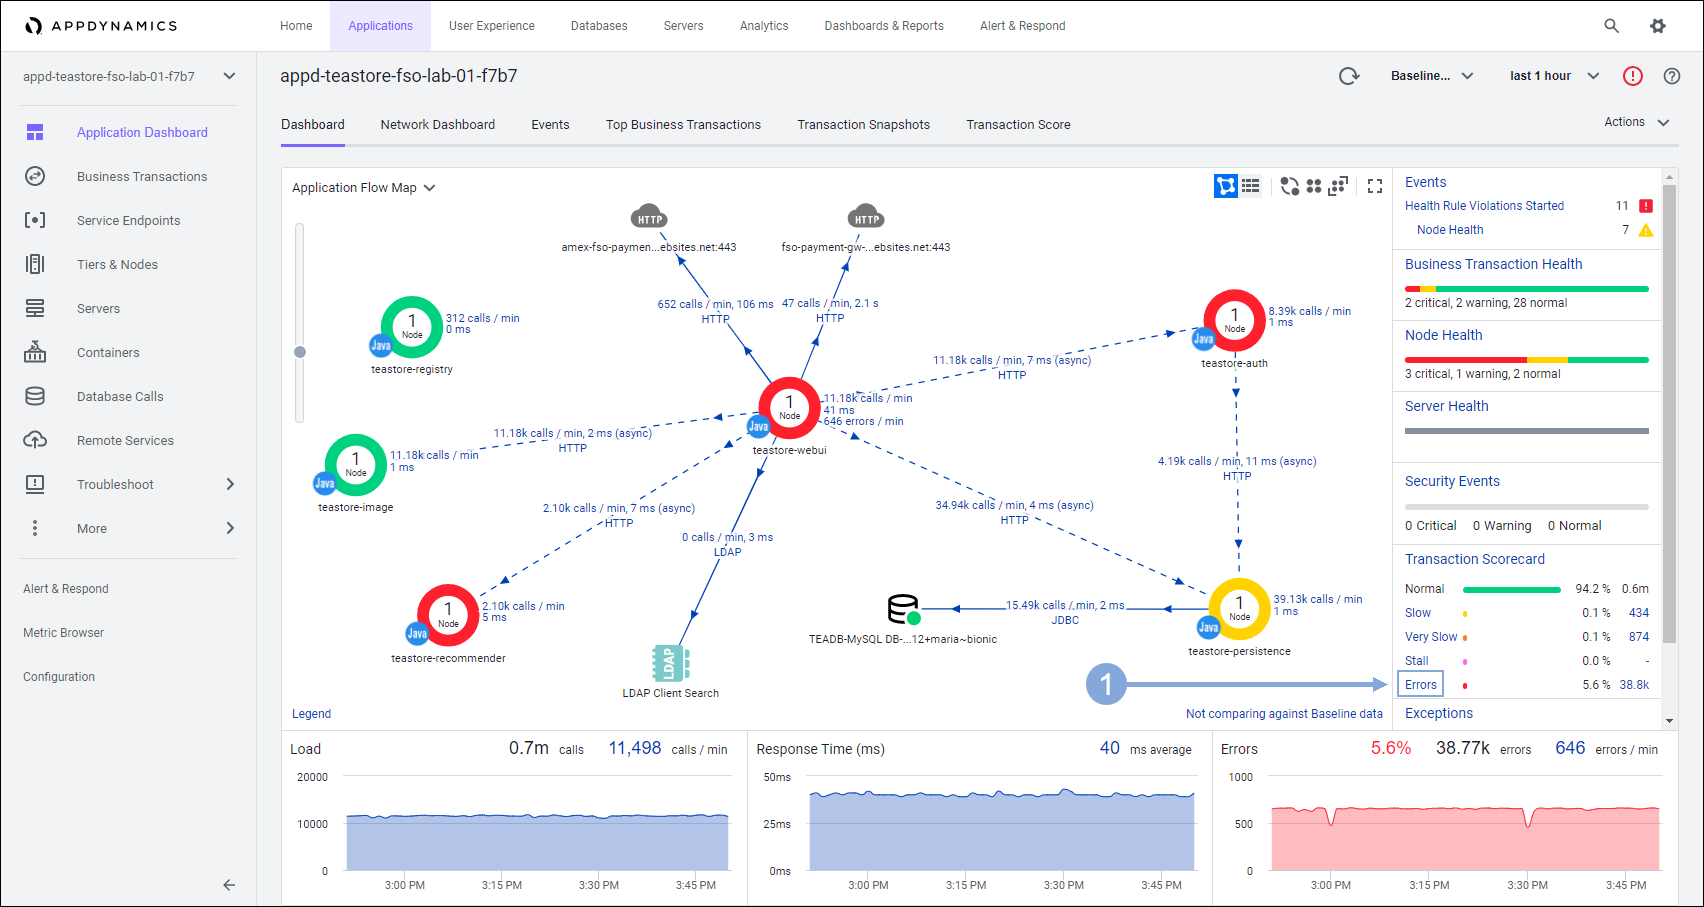 APPDYNAMICS
Home
Applications
User Experience
Databases
Servers
Analytics
Dashboards & Reports
Alert & Respond
appd-teastore-fso-lab-01-f7b7
Application Dashboard
Business Transactions
Service Endpoints
Tiers & Nodes
Servers
Containers
Database Calls
Remote Services
Troubleshoot
More
Alert & Respond
Metric Browser
Configuration
appd-teastore-fso-lab-01-f7b7
Baseline...
last 1 hour
Dashboard
Network Dashboard
Events
Top Business Transactions
Transaction Snapshots
Transaction Score
Actions
Application Flow Map
HTTP
amex-fso-paymen...ebsites.net:443
HTTP
fso-payment-gw-...ebsites.net:443
652 calls / min, 106 ms
HTTP
47 calls / min, 2.1 s
HTTP
1
Node
Java
312 calls / min
0 ms
teastore-registry
1
Node
Java
8.39k calls / min
1 ms
teastore-auth
11.18k calls / min, 7 ms (async)
HTTP
1
Node
Java
11.18k calls / min
41 ms
646 errors / min
teastore-webui
11.18k calls / min, 2 ms (async)
HTTP
1
Node
Java
11.18k calls / min
1 ms
teastore-image
4.19k calls / min, 11 ms (async)
HTTP
2.10k calls / min, 7 ms (async)
HTTP
34.94k calls / min, 4 ms (async)
HTTP
0 calls / min, 3 ms
LDAP
1
Node
Java
2.10k calls / min
5 ms
teastore-recommender
LDAP
LDAP Client Search
TEADB-MySQL DB-...12+maria~bionic
15.49k calls / min, 2 ms
JDBC
1
Node
Java
39.13k calls / min
1 ms
teastore-persistence
1
Legend
Not comparing against Baseline data
Events
Health Rule Violations Started 11
Node Health 7
Business Transaction Health
2 critical, 2 warning, 28 normal
Node Health
3 critical, 1 warning, 2 normal
Server Health
Security Events
0 Critical 0 Warning 0 Normal
Transaction Scorecard
Normal 94.2 % 0.6m
Slow 0.1 % 434
Very Slow 0.1 % 874
Stall 0.0 % -
Errors 5.6 % 38.8k
Exceptions
Load 0.7m calls 11,498 calls / min
20000
10000
0
3:00 PM 3:15 PM 3:30 PM 3:45 PM
Response Time (ms) 40 ms average
50ms
25ms
0ms
3:00 PM 3:15 PM 3:30 PM 3:45 PM
Errors 5.6% 38.77k errors 646 errors / min
1000
500
0
3:00 PM 3:15 PM 3:30 PM 3:45 PM